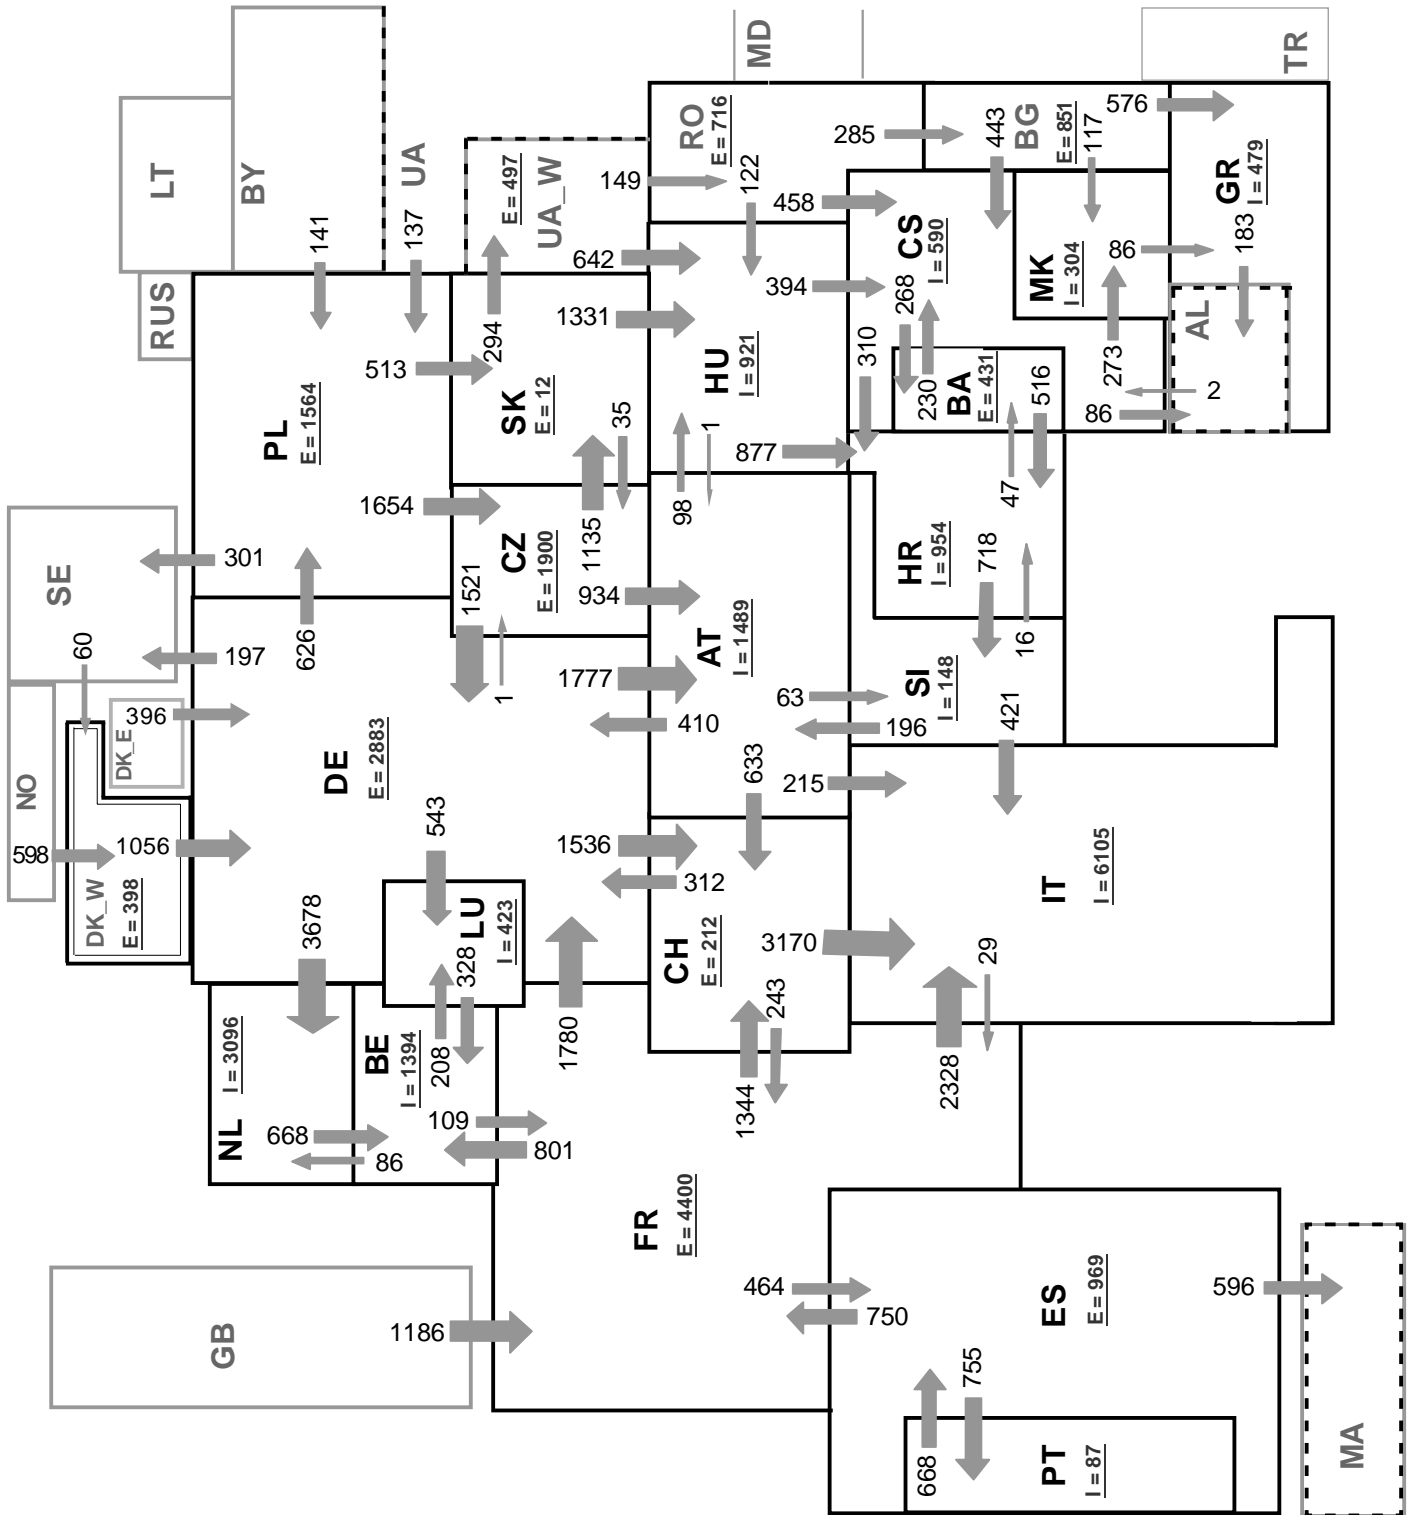 MD
TR
LT
BY
UA
RO
E = 716
BG
E = 851
576
285
443
117
GR
I = 479
E = 497
UA_W
149
122
458
CS
I = 590
MK
I = 304
86
183
141
137
642
394
268
AL
RUS
294
1331
HU
I = 921
310
230
BA
E = 431
516
273
2
86
513
SK
E = 12
35
PL
E = 1564
98
1
877
47
1654
1135
CZ
E = 1900
1521
934
HR
I = 954
718
16
SE
301
60
197
626
1
1777
410
AT
I = 1489
63
196
SI
I = 148
421
396
DK_E
NO
DE
E = 2883
633
215
598
1056
DK_W
E = 398
543
1536
312
IT
I = 6105
3678
LU
I = 423
328
CH
E = 212
3170
29
243
NL
I = 3096
BE
I = 1394
208
1780
1344
2328
668
86
109
801
FR
E = 4400
GB
1186
464
750
ES
E = 969
596
755
668
PT
I = 87
MA